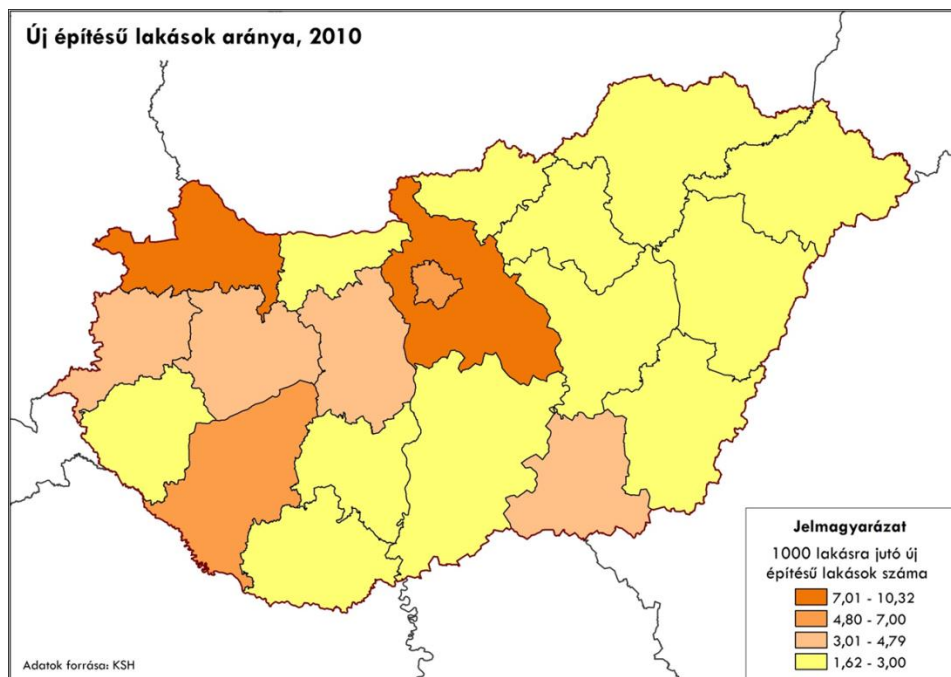 Új építésű lakások aránya, 2010
Jelmagyarázat
1000 lakásra jutó új
építésű lakások száma
7,01 - 10,32
4,80 - 7,00
3,01 - 4,79
1,62 - 3,00
Adatok forrása: KSH